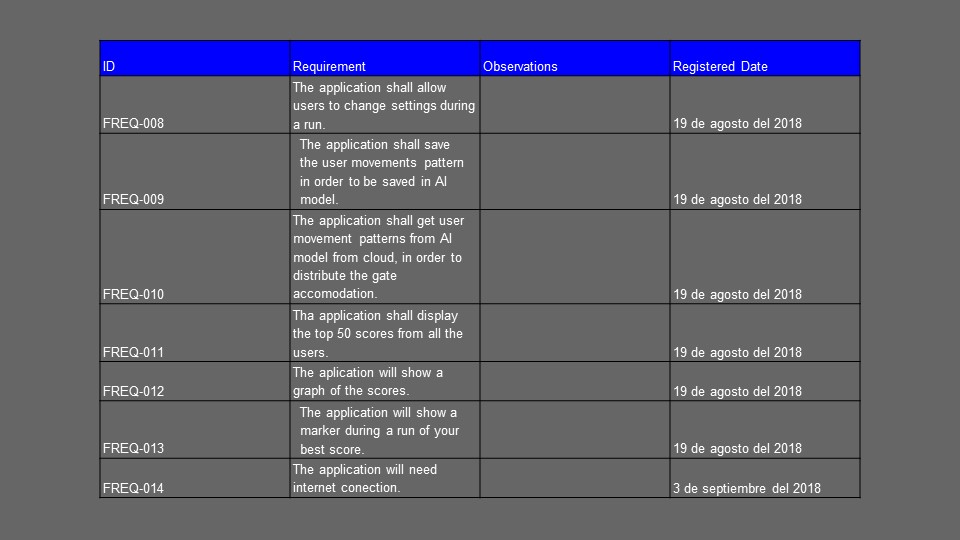 ID Requirement Observations Registered Date
The application shall allow
users to change settings during
FREQ-008 a run. 19 de agosto del 2018
The application shall save
the user movements pattern
in order to be saved in AI
FREQ-009 model. 19 de agosto del 2018
The application shall get user
movement patterns from AI
model from cloud, in order to
distribute the gate
FREQ-010 accomodation. 19 de agosto del 2018
Tha application shall display
the top 50 scores from all the
FREQ-011 users. 19 de agosto del 2018
The aplication will show a
FREQ-012 graph of the scores. 19 de agosto del 2018
The application will show a
marker during a run of your
FREQ-013 best score. 19 de agosto del 2018
The application will need
FREQ-014 internet conection. 3 de septiembre del 2018